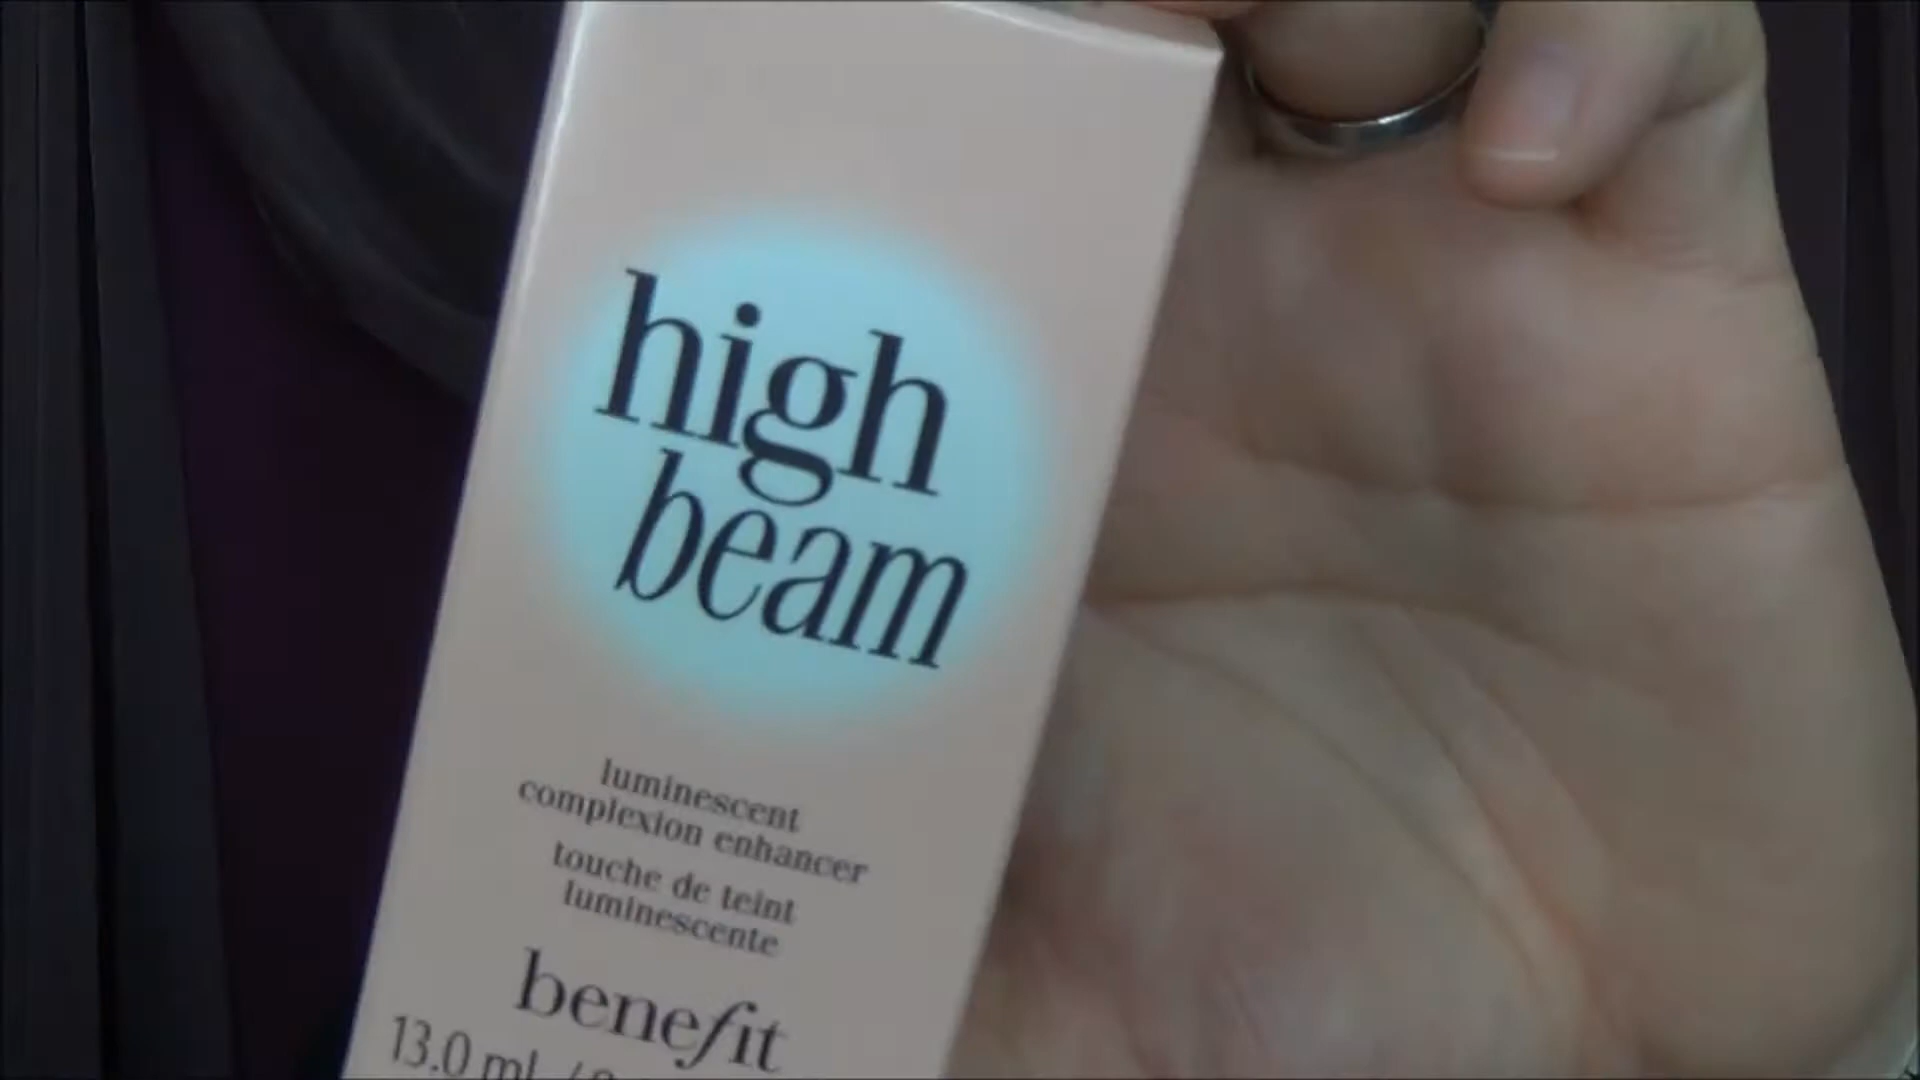 high
beam
luminescent
complexion enhancer
touche de teint
luminescente
benefit
13.0 ml /